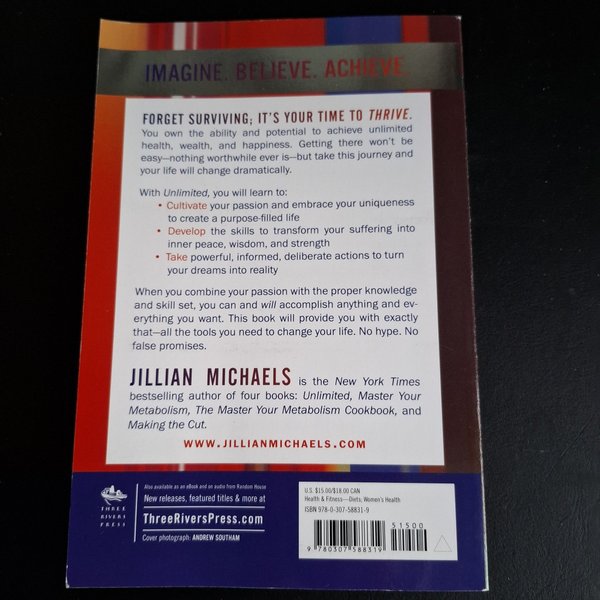 IMAGINE. BELIEVE. ACHIEVE.
FORGET SURVIVING; IT'S YOUR TIME TO THRIVE.
You own the ability and potential to achieve unlimited
health, wealth, and happiness. Getting there won't be
easy—nothing worthwhile ever is—but take this journey and
your life will change dramatically.
With Unlimited, you will learn to:
• Cultivate your passion and embrace your uniqueness
to create a purpose-filled life
• Develop the skills to transform your suffering into
inner peace, wisdom, and strength
• Take powerful, informed, deliberate actions to turn
your dreams into reality
When you combine your passion with the proper knowledge
and skill set, you can and will accomplish anything and ev-
erything you want. This book will provide you with exactly
that—all the tools you need to change your life. No hype. No
false promises.
JILLIAN MICHAELS is the New York Times
bestselling author of four books: Unlimited, Master Your
Metabolism, The Master Your Metabolism Cookbook, and
Making the Cut.
WWW.JILLIANMICHAELS.COM
THREE
RIVERS
PRESS
Also available as an eBook and on audio from Random House
New releases, featured titles & more at
ThreeRiversPress.com
Cover photograph: ANDREW SOUTHAM
U.S. $15.00/$18.00 CAN
Health & Fitness—Diets; Women's Health
ISBN 978-0-307-58831-9
51500
9 780307 588319